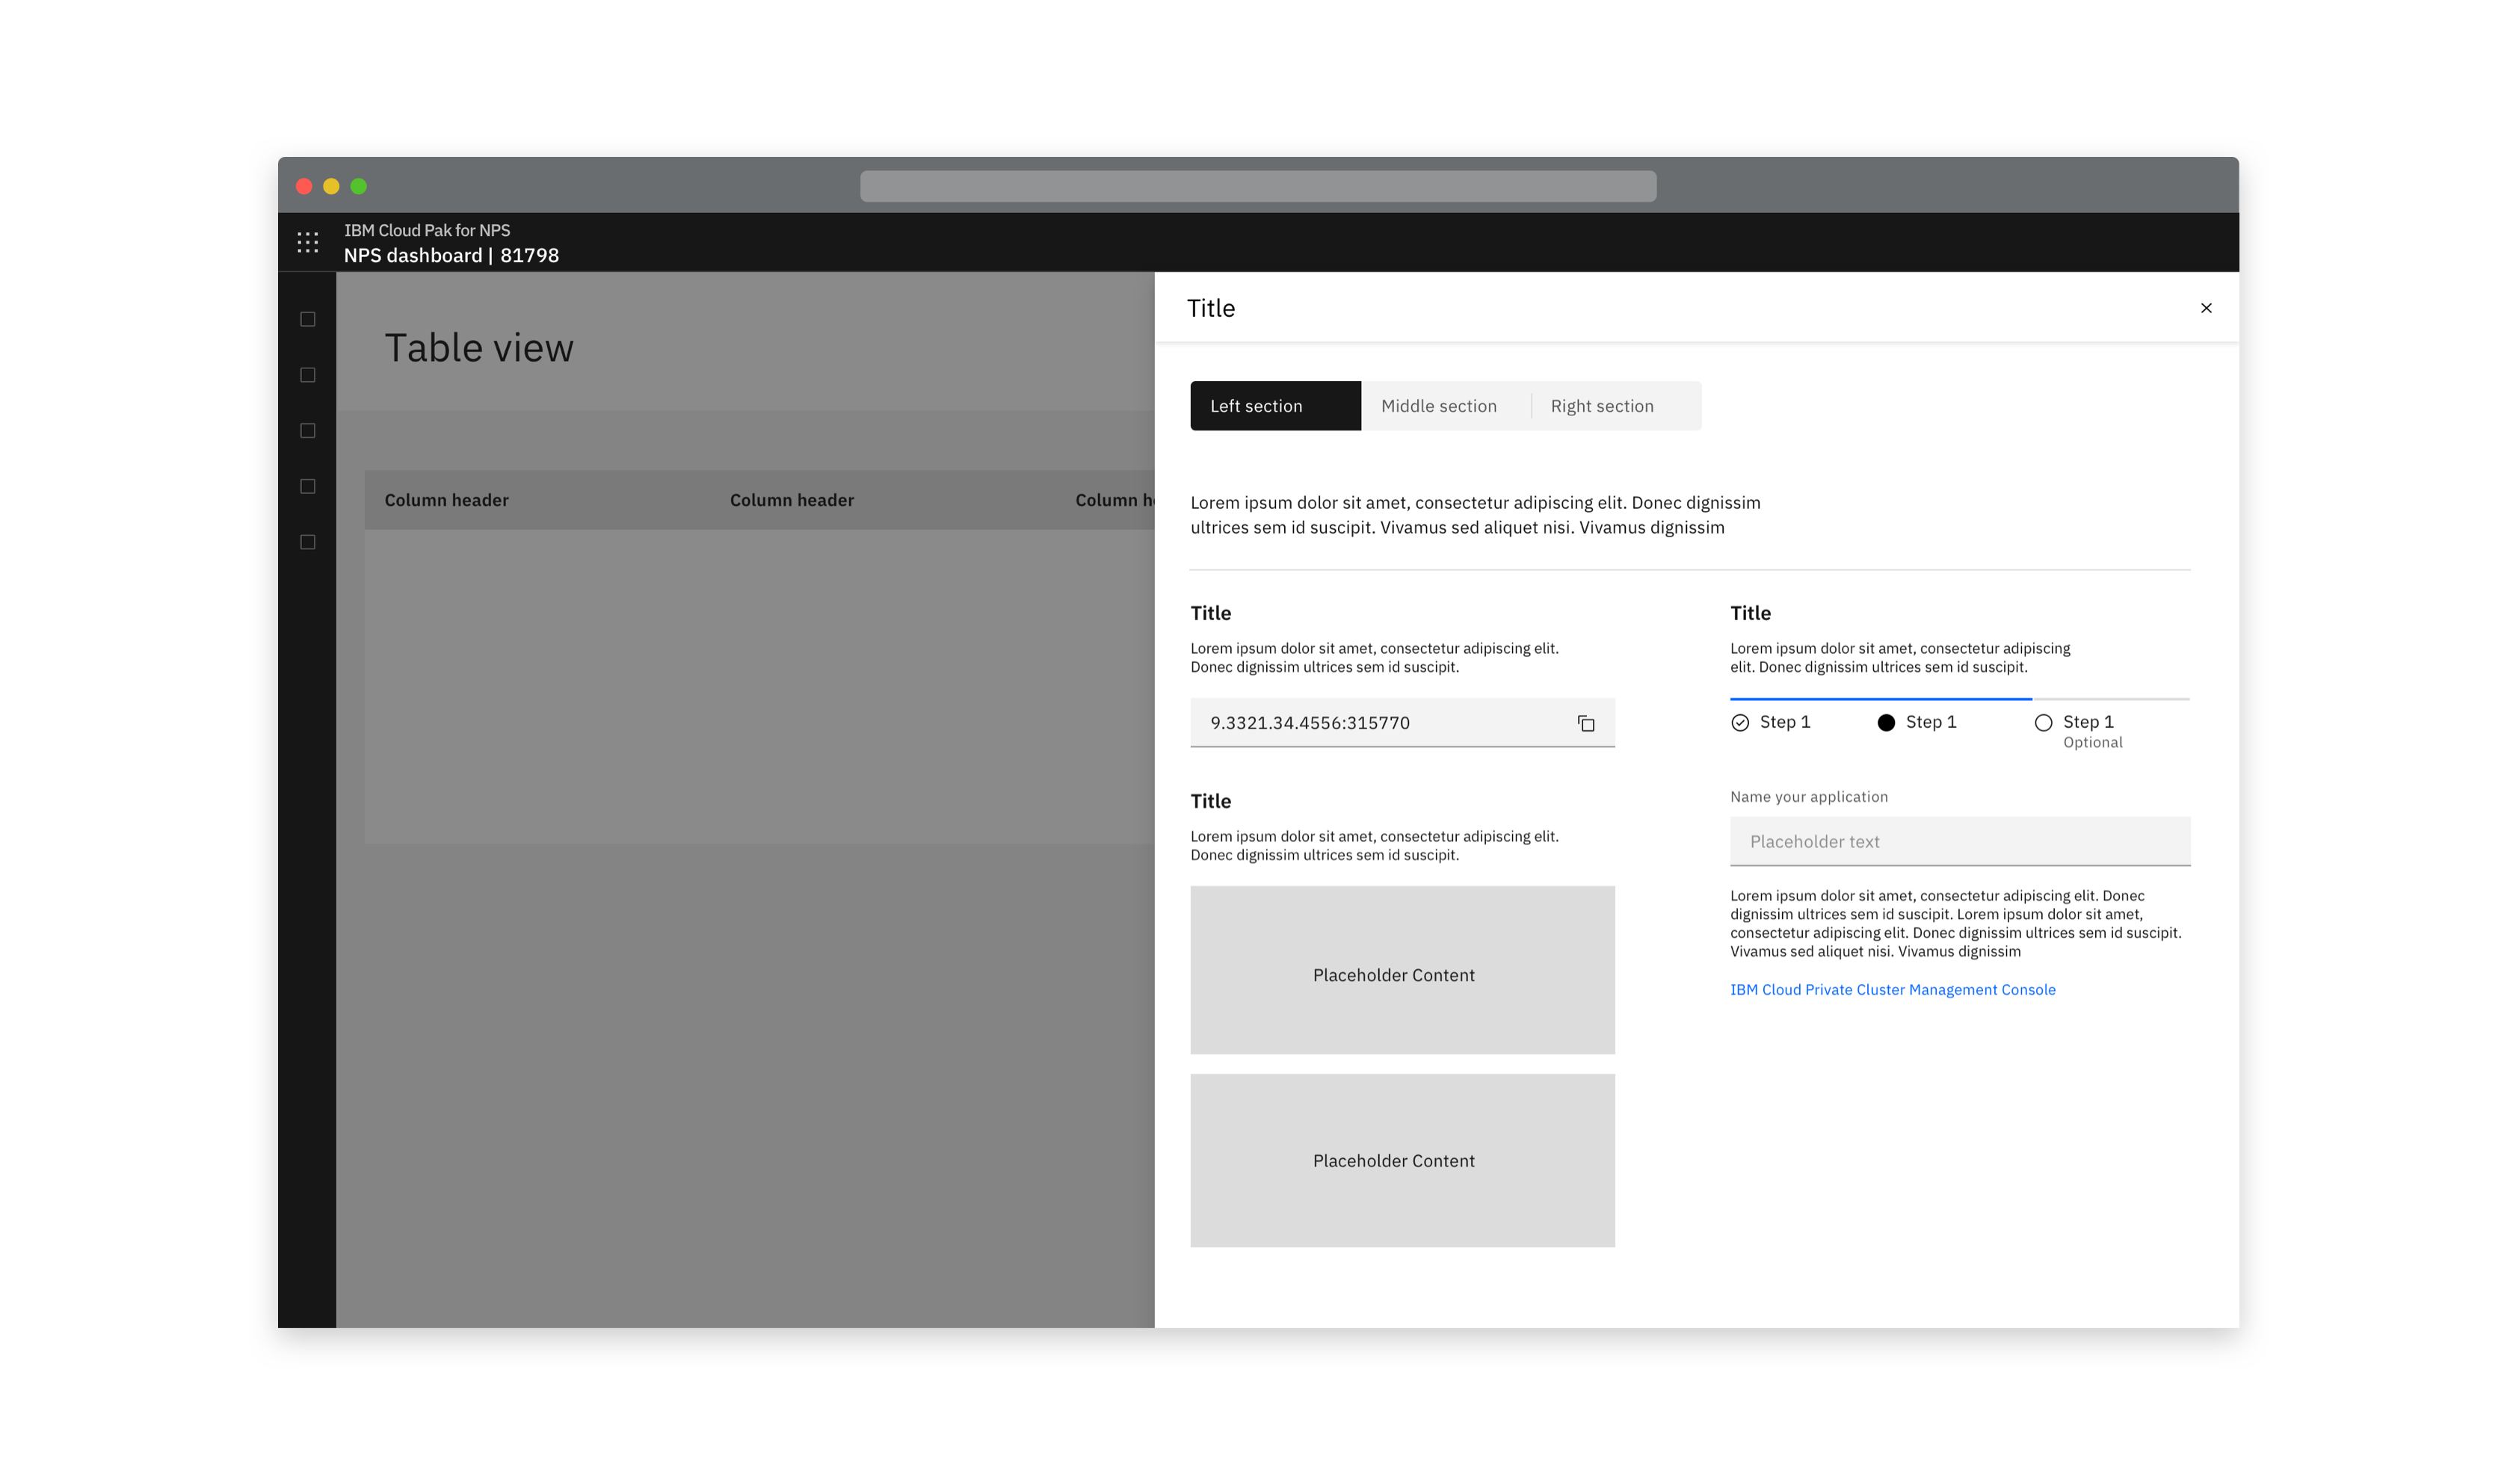 IBM Cloud Pak for NPS
NPS dashboard | 81798
Table view
Column header
Column header
Column h
Title
Left section
Middle section
Right section
Lorem ipsum dolor sit amet, consectetur adipiscing elit. Donec dignissim
ultrices sem id suscipit. Vivamus sed aliquet nisi. Vivamus dignissim
Title
Lorem ipsum dolor sit amet, consectetur adipiscing elit.
Donec dignissim ultrices sem id suscipit.
9.3321.34.4556:315770
Title
Lorem ipsum dolor sit amet, consectetur adipiscing elit.
Donec dignissim ultrices sem id suscipit.
Placeholder Content
Placeholder Content
Title
Lorem ipsum dolor sit amet, consectetur adipiscing
elit. Donec dignissim ultrices sem id suscipit.
Step 1
Step 1
Step 1
Optional
Name your application
Placeholder text
Lorem ipsum dolor sit amet, consectetur adipiscing elit. Donec
dignissim ultrices sem id suscipit. Lorem ipsum dolor sit amet,
consectetur adipiscing elit. Donec dignissim ultrices sem id suscipit.
Vivamus sed aliquet nisi. Vivamus dignissim
IBM Cloud Private Cluster Management Console